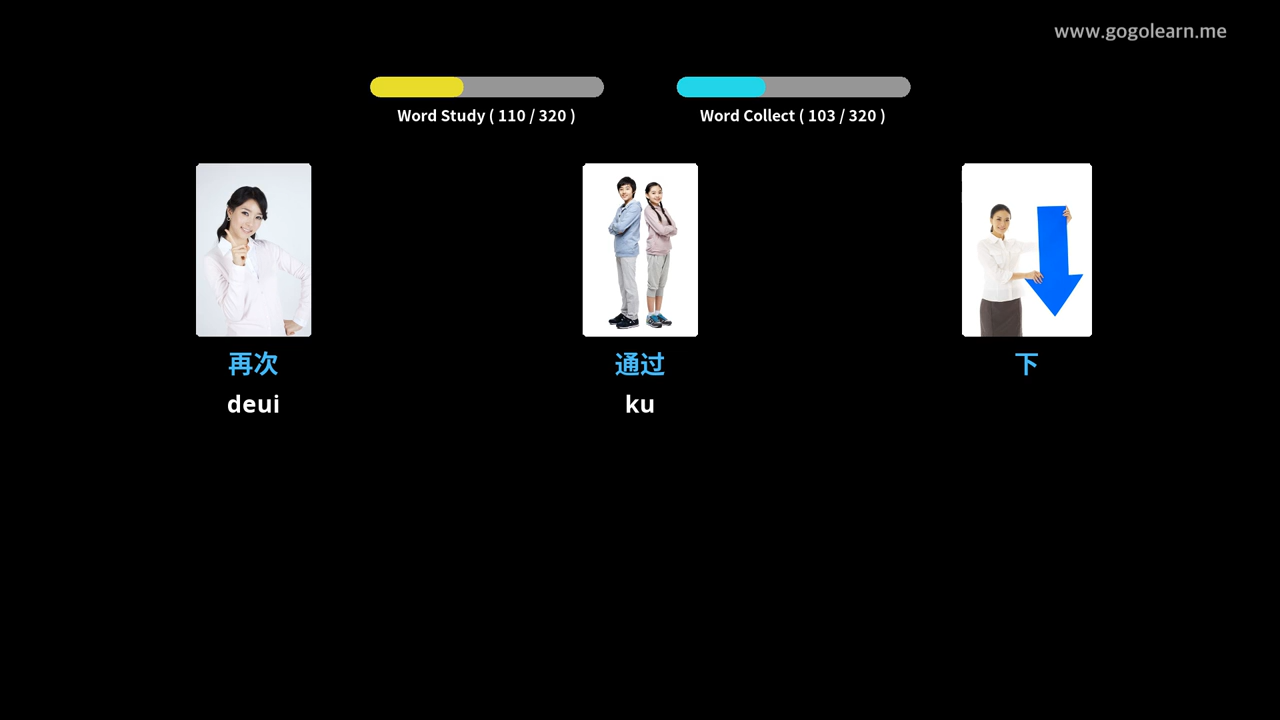 www.gogolearn.me
Word Study ( 110 / 320 )
Word Collect ( 103 / 320 )
再次
通过
下
deui
ku